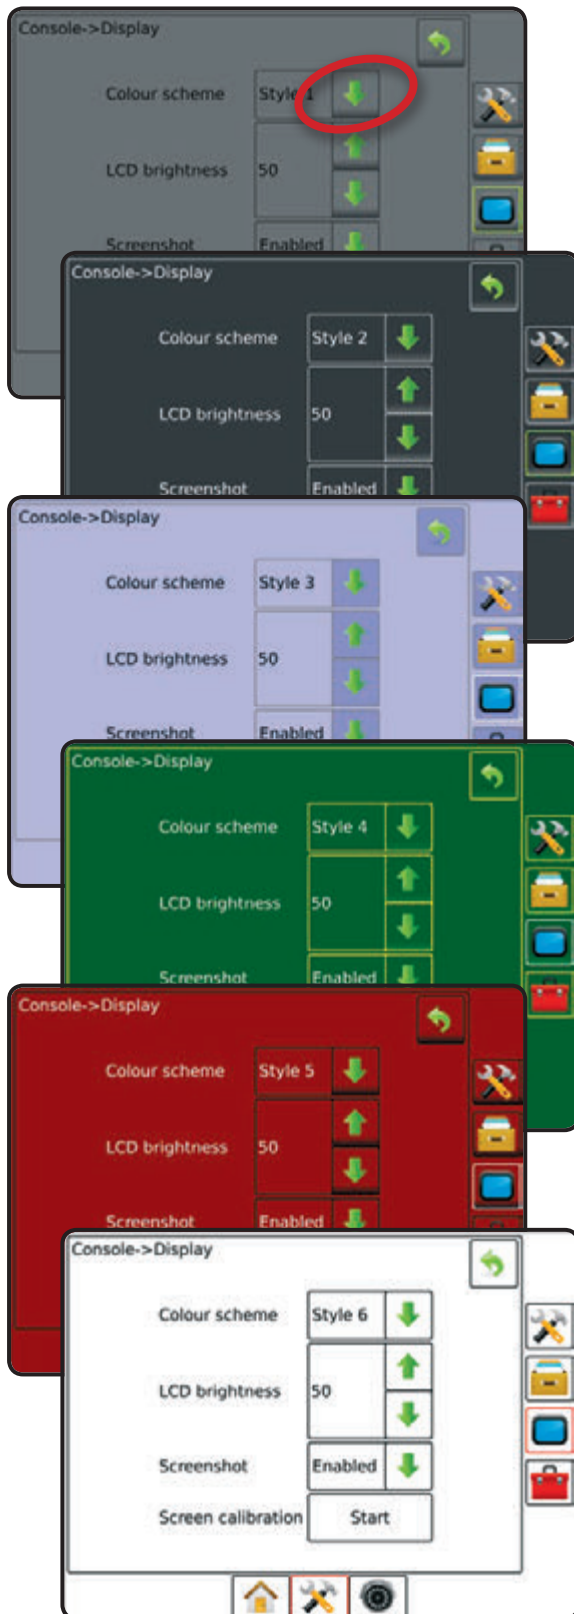 Console->Display
Colour scheme Style 1
LCD brightness 50
Screenshot Enabled
Console->Display
Colour scheme Style 2
LCD brightness 50
Screenshot Enabled
Console->Display
Colour scheme Style 3
LCD brightness 50
Screenshot Enabled
Console->Display
Colour scheme Style 4
LCD brightness 50
Screenshot Enabled
Console->Display
Colour scheme Style 5
LCD brightness 50
Screenshot Enabled
Console->Display
Colour scheme Style 6
LCD brightness 50
Screenshot Enabled
Screen calibration Start